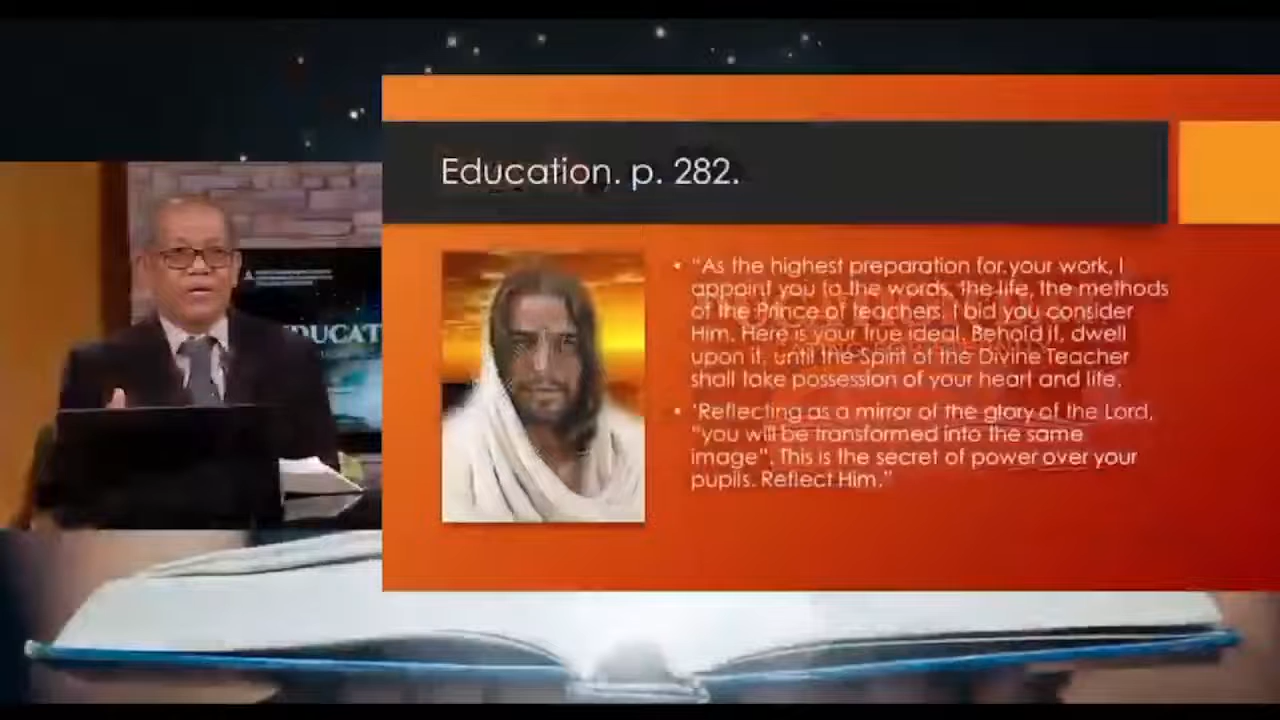 Education. p. 282.
• “As the highest preparation for your work, I
appoint you to the words, the life, the methods
of the Prince of teachers. I bid you consider
Him. Here is your true ideal. Behold it, dwell
upon it, until the Spirit of the Divine Teacher
shall take possession of your heart and life.
• ‘Reflecting as a mirror of the glory of the Lord,
“you will be transformed into the same
image”. This is the secret of power over your
pupils. Reflect Him.”
EDUCAT